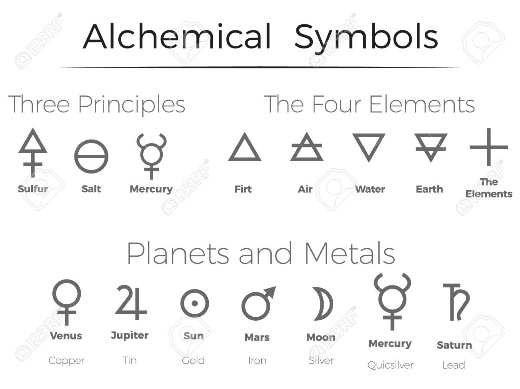 Alchemical Symbols
Three Principles
The Four Elements
Sulfur Salt Mercury
Firt Air Water Earth The Elements
Planets and Metals
Venus Jupiter Sun Mars Moon Mercury Saturn
Copper Tin Gold Iron Silver Quicsilver Lead